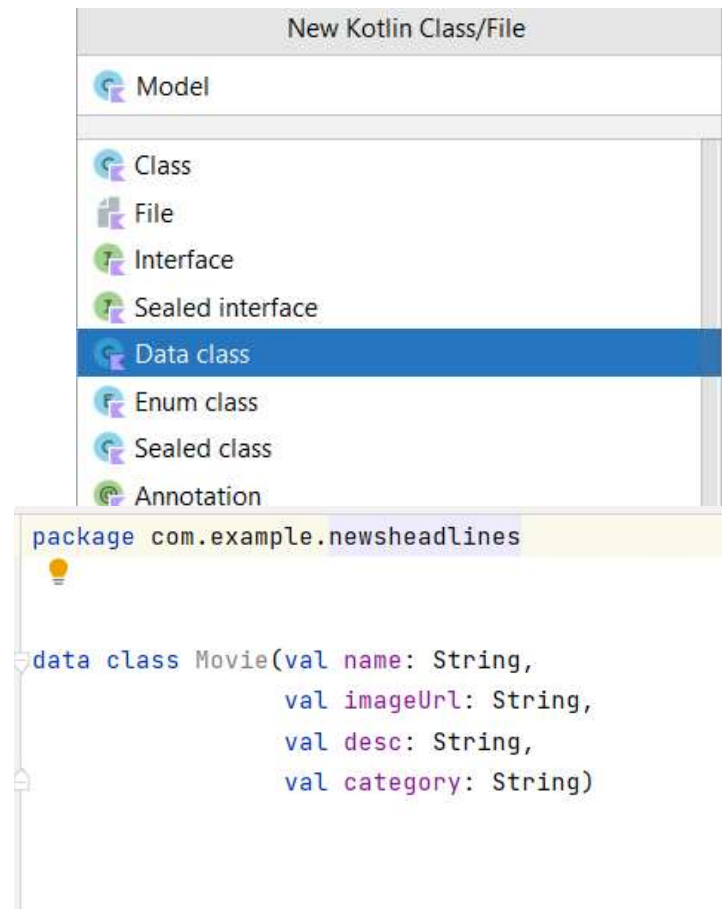 New Kotlin Class/File
Model
Class
File
Interface
Sealed interface
Data class
Enum class
Sealed class
Annotation
package com.example.newsheadlines
data class Movie(val name: String,
val imageUrl: String,
val desc: String,
val category: String)